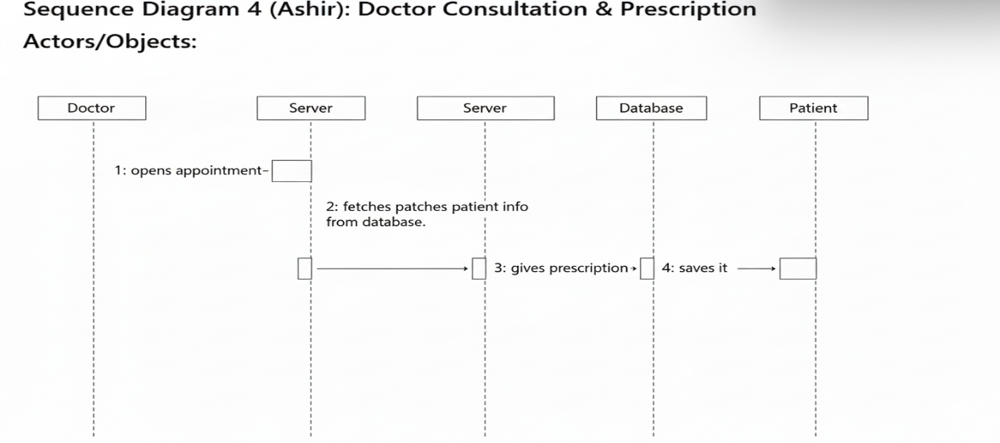 Sequence Diagram 4 (Ashir): Doctor Consultation & Prescription
Actors/Objects:
Doctor
Server
Server
Database
Patient
1: opens appointment
2: fetches patches patient info
from database.
3: gives prescription
4: saves it